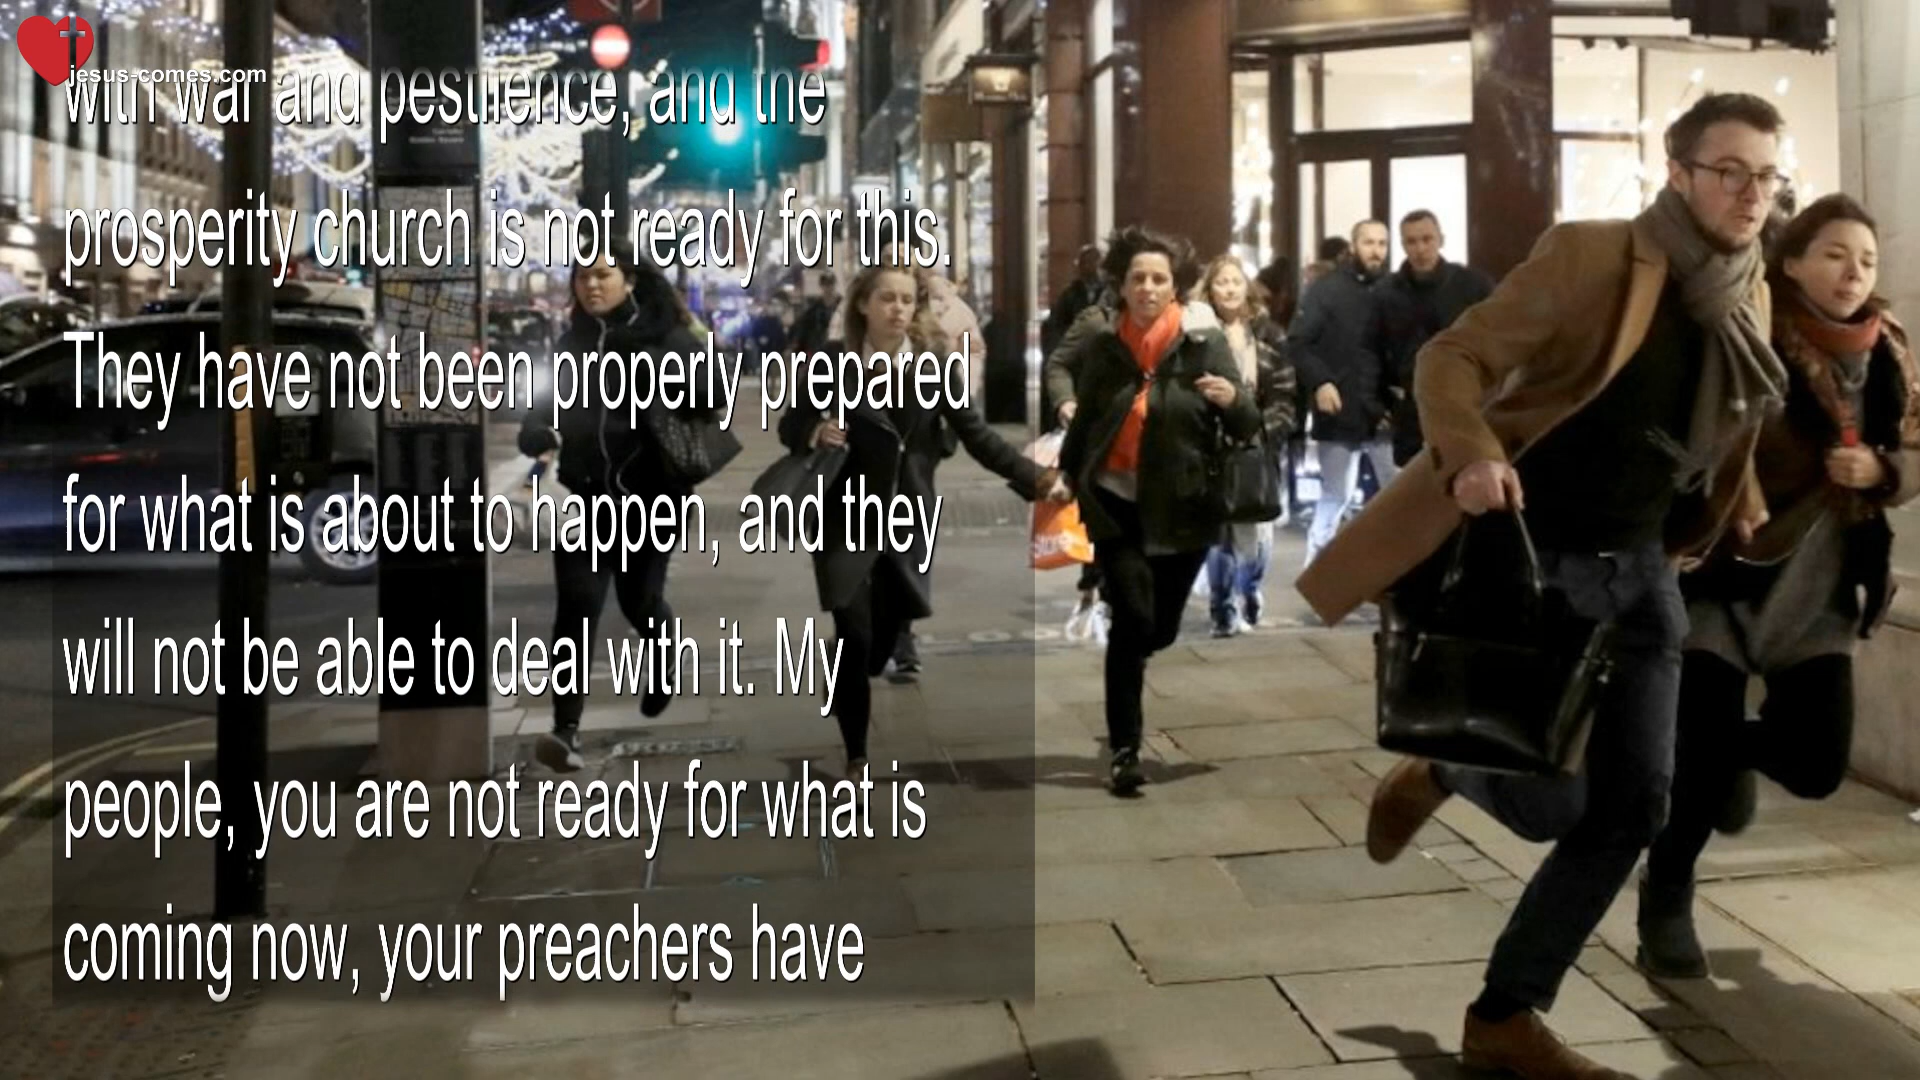 jesus-comes.com
with war and pestilence, and the
prosperity church is not ready for this.
They have not been properly prepared
for what is about to happen, and they
will not be able to deal with it. My
people, you are not ready for what is
coming now, your preachers have